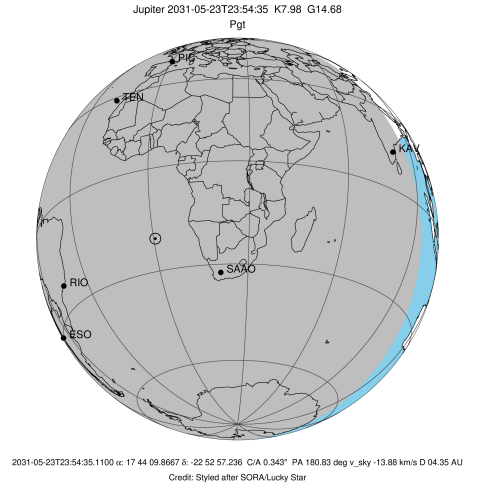 Jupiter 2031-05-23T23:54:35 K7.98 G14.68
Pgt
PIC
TEN
KAV
SAAO
RIO
ESO
2031-05-23T23:54:35.1100 α: 17 44 09.8667 δ: -22 52 57.236 C/A 0.343" PA 180.83 deg v_sky -13.88 km/s D 04.35 AU
Credit: Styled after SORA/Lucky Star